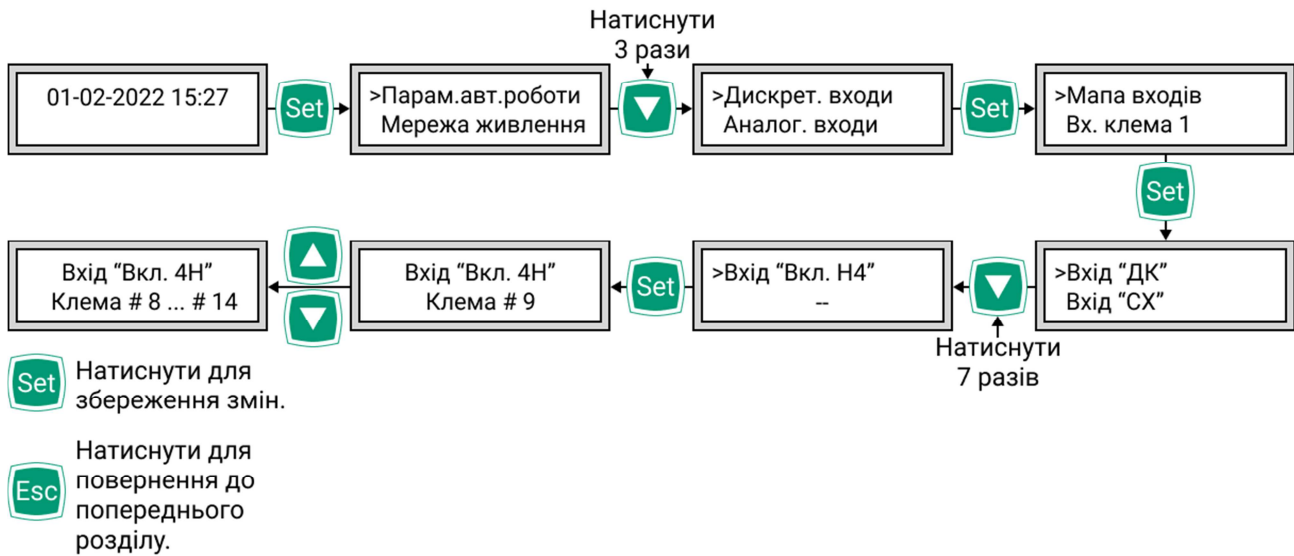 Натиснути
3 рази
01-02-2022 15:27
Set
>Парам.авт.роботи
Мережа живлення
>Дискрет. входи
Аналог. входи
Set
>Мапа входів
Вх. клема 1
Set
Вхід “Вкл. 4Н”
Клема # 8 ... # 14
Вхід “Вкл. 4Н”
Клема # 9
Set
>Вхід “Вкл. Н4”
--
>Вхід “ДК”
Вхід “СХ”
Натиснути
7 разів
Set
Натиснути для
збереження змін.
Esc
Натиснути для
повернення до
попереднього
розділу.